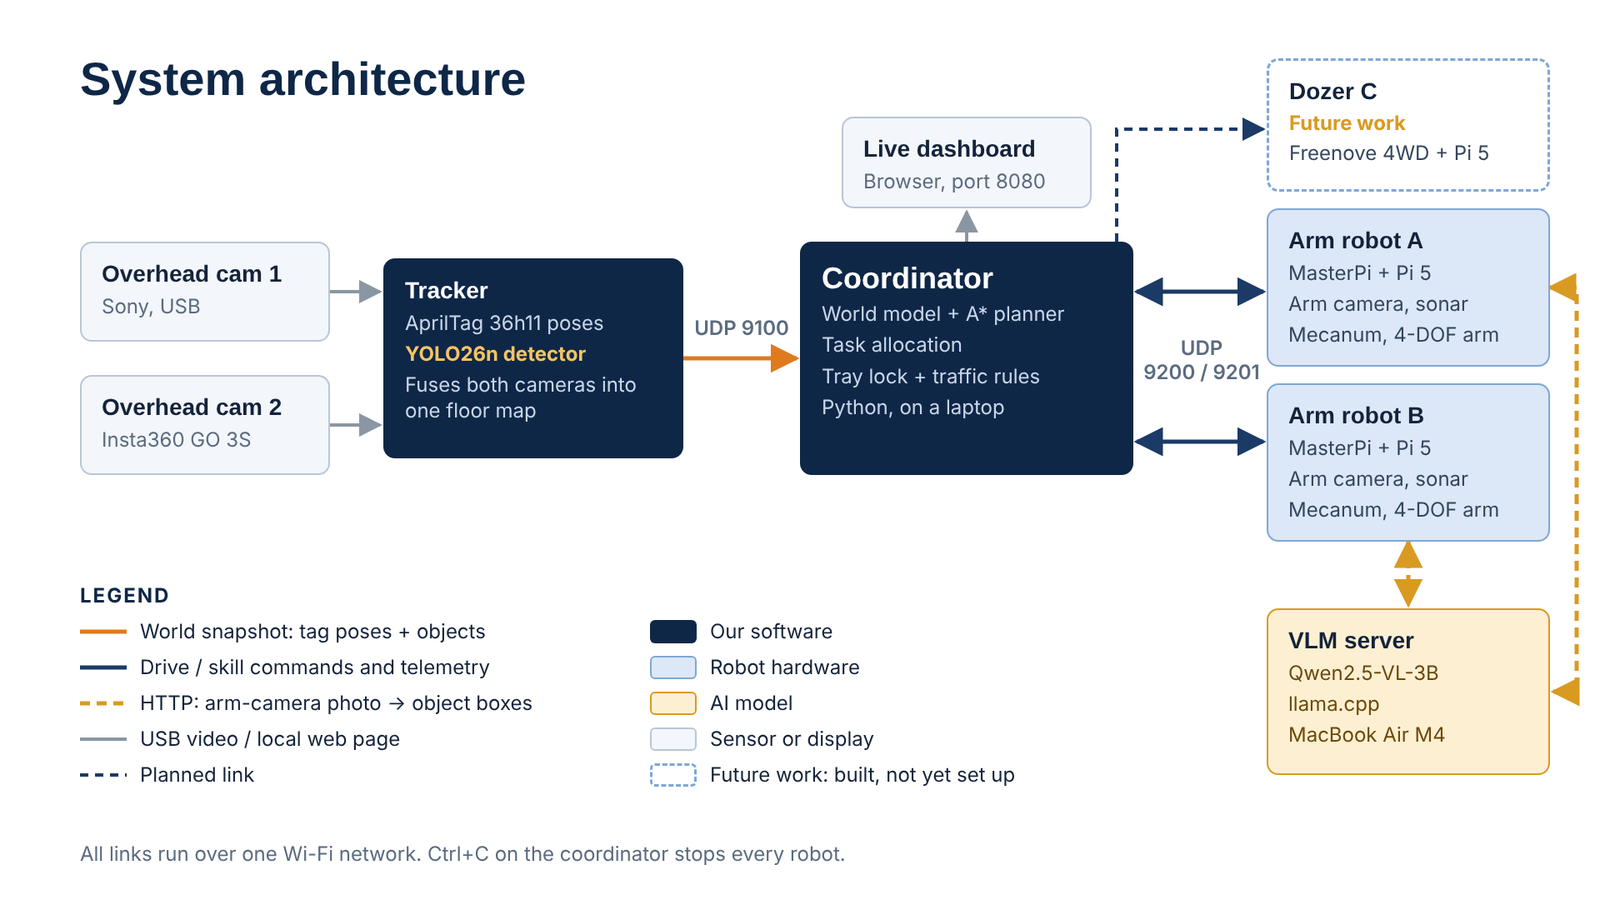 System architecture
Dozer C
Future work
Freenove 4WD + Pi 5
Live dashboard
Browser, port 8080
Overhead cam 1
Sony, USB
Overhead cam 2
Insta360 GO 3S
Tracker
AprilTag 36h11 poses
YOLO26n detector
Fuses both cameras into
one floor map
UDP 9100
Coordinator
World model + A* planner
Task allocation
Tray lock + traffic rules
Python, on a laptop
UDP
9200 / 9201
Arm robot A
MasterPi + Pi 5
Arm camera, sonar
Mecanum, 4-DOF arm
Arm robot B
MasterPi + Pi 5
Arm camera, sonar
Mecanum, 4-DOF arm
VLM server
Qwen2.5-VL-3B
llama.cpp
MacBook Air M4
LEGEND
World snapshot: tag poses + objects
Drive / skill commands and telemetry
HTTP: arm-camera photo → object boxes
USB video / local web page
Planned link
Our software
Robot hardware
AI model
Sensor or display
Future work: built, not yet set up
All links run over one Wi-Fi network. Ctrl+C on the coordinator stops every robot.